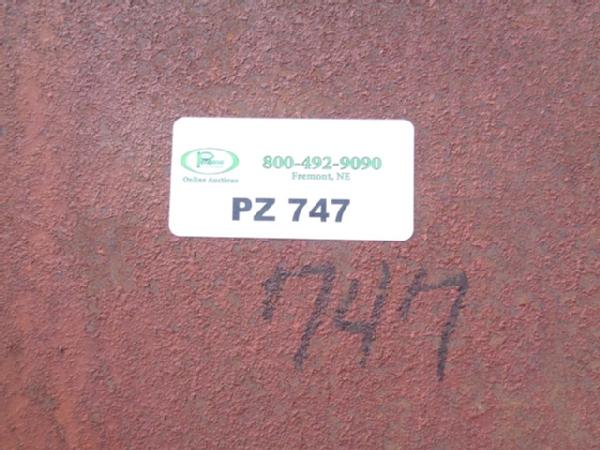 800-492-9090
Fremont, NE
Online Auctions
PZ 747
747